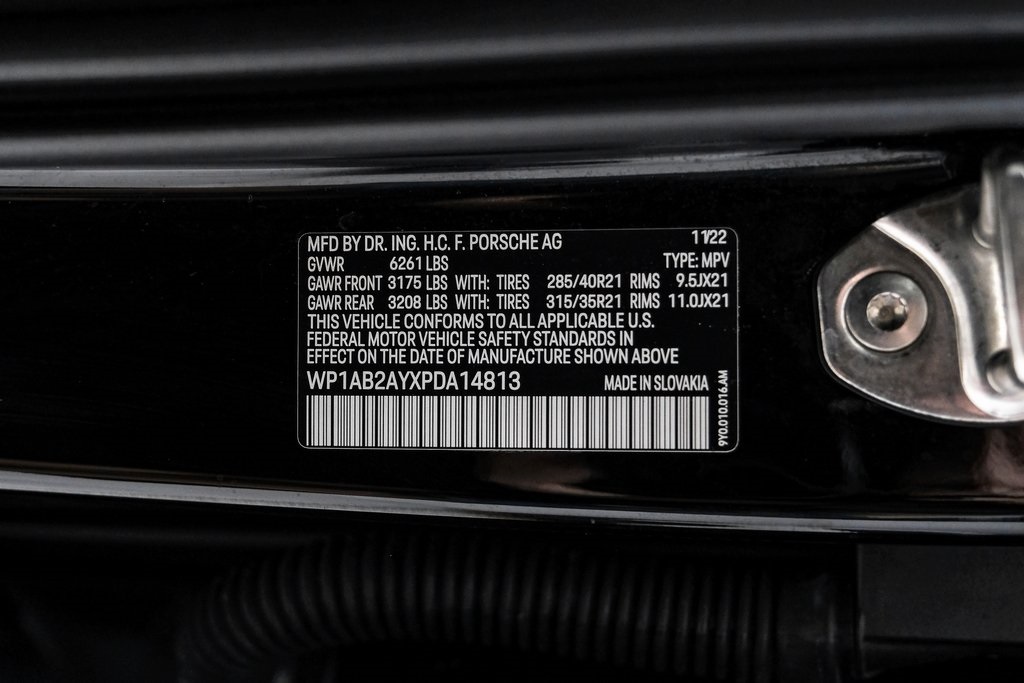 MFD BY DR. ING. H.C. F. PORSCHE AG 11/22
GVWR 6261 LBS TYPE: MPV
GAWR FRONT 3175 LBS WITH: TIRES 285/40R21 RIMS 9.5JX21
GAWR REAR 3208 LBS WITH: TIRES 315/35R21 RIMS 11.0JX21
THIS VEHICLE CONFORMS TO ALL APPLICABLE U.S.
FEDERAL MOTOR VEHICLE SAFETY STANDARDS IN
EFFECT ON THE DATE OF MANUFACTURE SHOWN ABOVE
WP1AB2AYXPDA14813 MADE IN SLOVAKIA
9Y0.010.016.AM